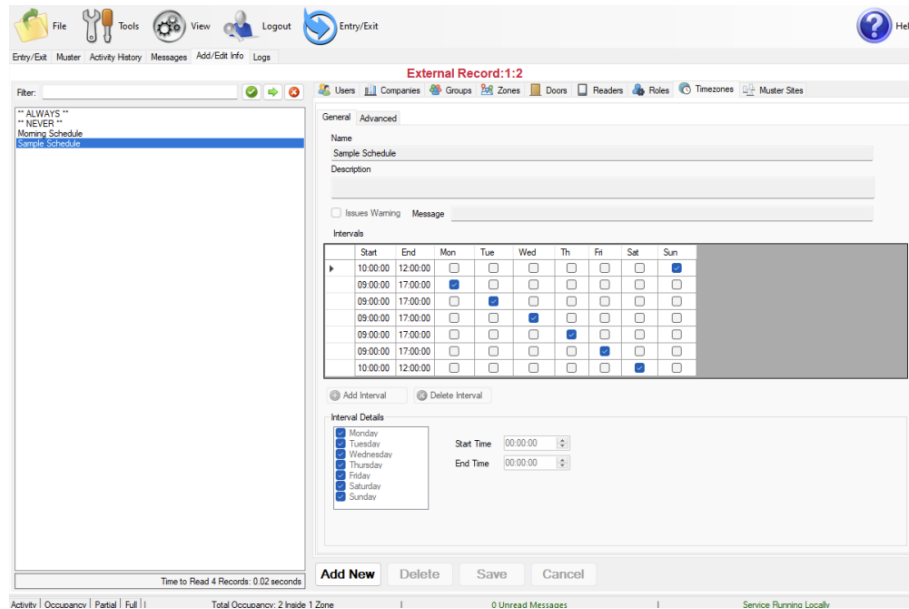 File Tools View Logout Entry/Exit Hel
Entry/Exit Muster Activity History Messages Add/Edit Info Logs
External Record:1:2
Filter:
Users Companies Groups Zones Doors Readers Roles Timezones Muster Sites
** ALWAYS **
** NEVER **
Morning Schedule
Sample Schedule
General Advanced
Name
Sample Schedule
Description
Issues Warning Message
Intervals
Start End Mon Tue Wed Th Fri Sat Sun
10:00:00 12:00:00
09:00:00 17:00:00
09:00:00 17:00:00
09:00:00 17:00:00
09:00:00 17:00:00
09:00:00 17:00:00
10:00:00 12:00:00
Add Interval Delete Interval
Interval Details
Monday
Tuesday
Wednesday
Thursday
Friday
Saturday
Sunday
Start Time 00:00:00
End Time 00:00:00
Time to Read 4 Records: 0.02 seconds
Add New Delete Save Cancel
Activity Occupancy Partial Full Total Occupancy: 2 Inside 1 Zone 0 Unread Messages Service Running Locally